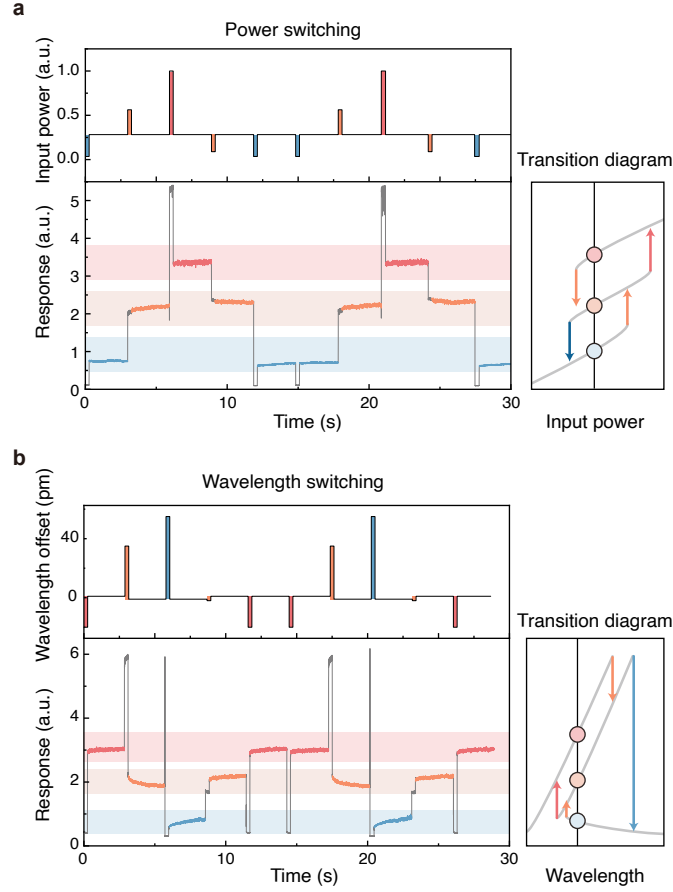 a
Power switching
Input power (a.u.)
1.0
0.5
0.0
Response (a.u.)
5
4
3
2
1
0
0
10
20
30
Time (s)
Transition diagram
Input power
b
Wavelength switching
Wavelength offset (pm)
40
0
Response (a.u.)
6
4
2
0
0
10
20
30
Time (s)
Transition diagram
Wavelength